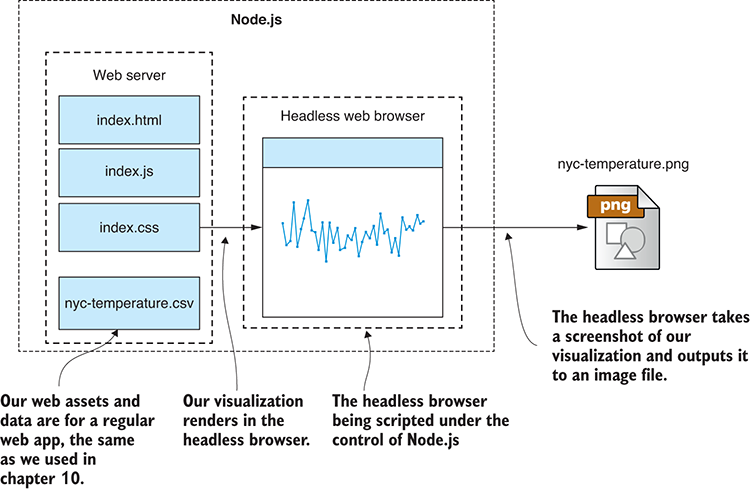 Node.js
Web server
index.html
index.js
index.css
nyc-temperature.csv
Headless web browser
nyc-temperature.png
png
The headless browser takes
a screenshot of our
visualization and outputs it
to an image file.
Our web assets and
data are for a regular
web app, the same
as we used in
chapter 10.
Our visualization
renders in the
headless browser.
The headless browser
being scripted under the
control of Node.js